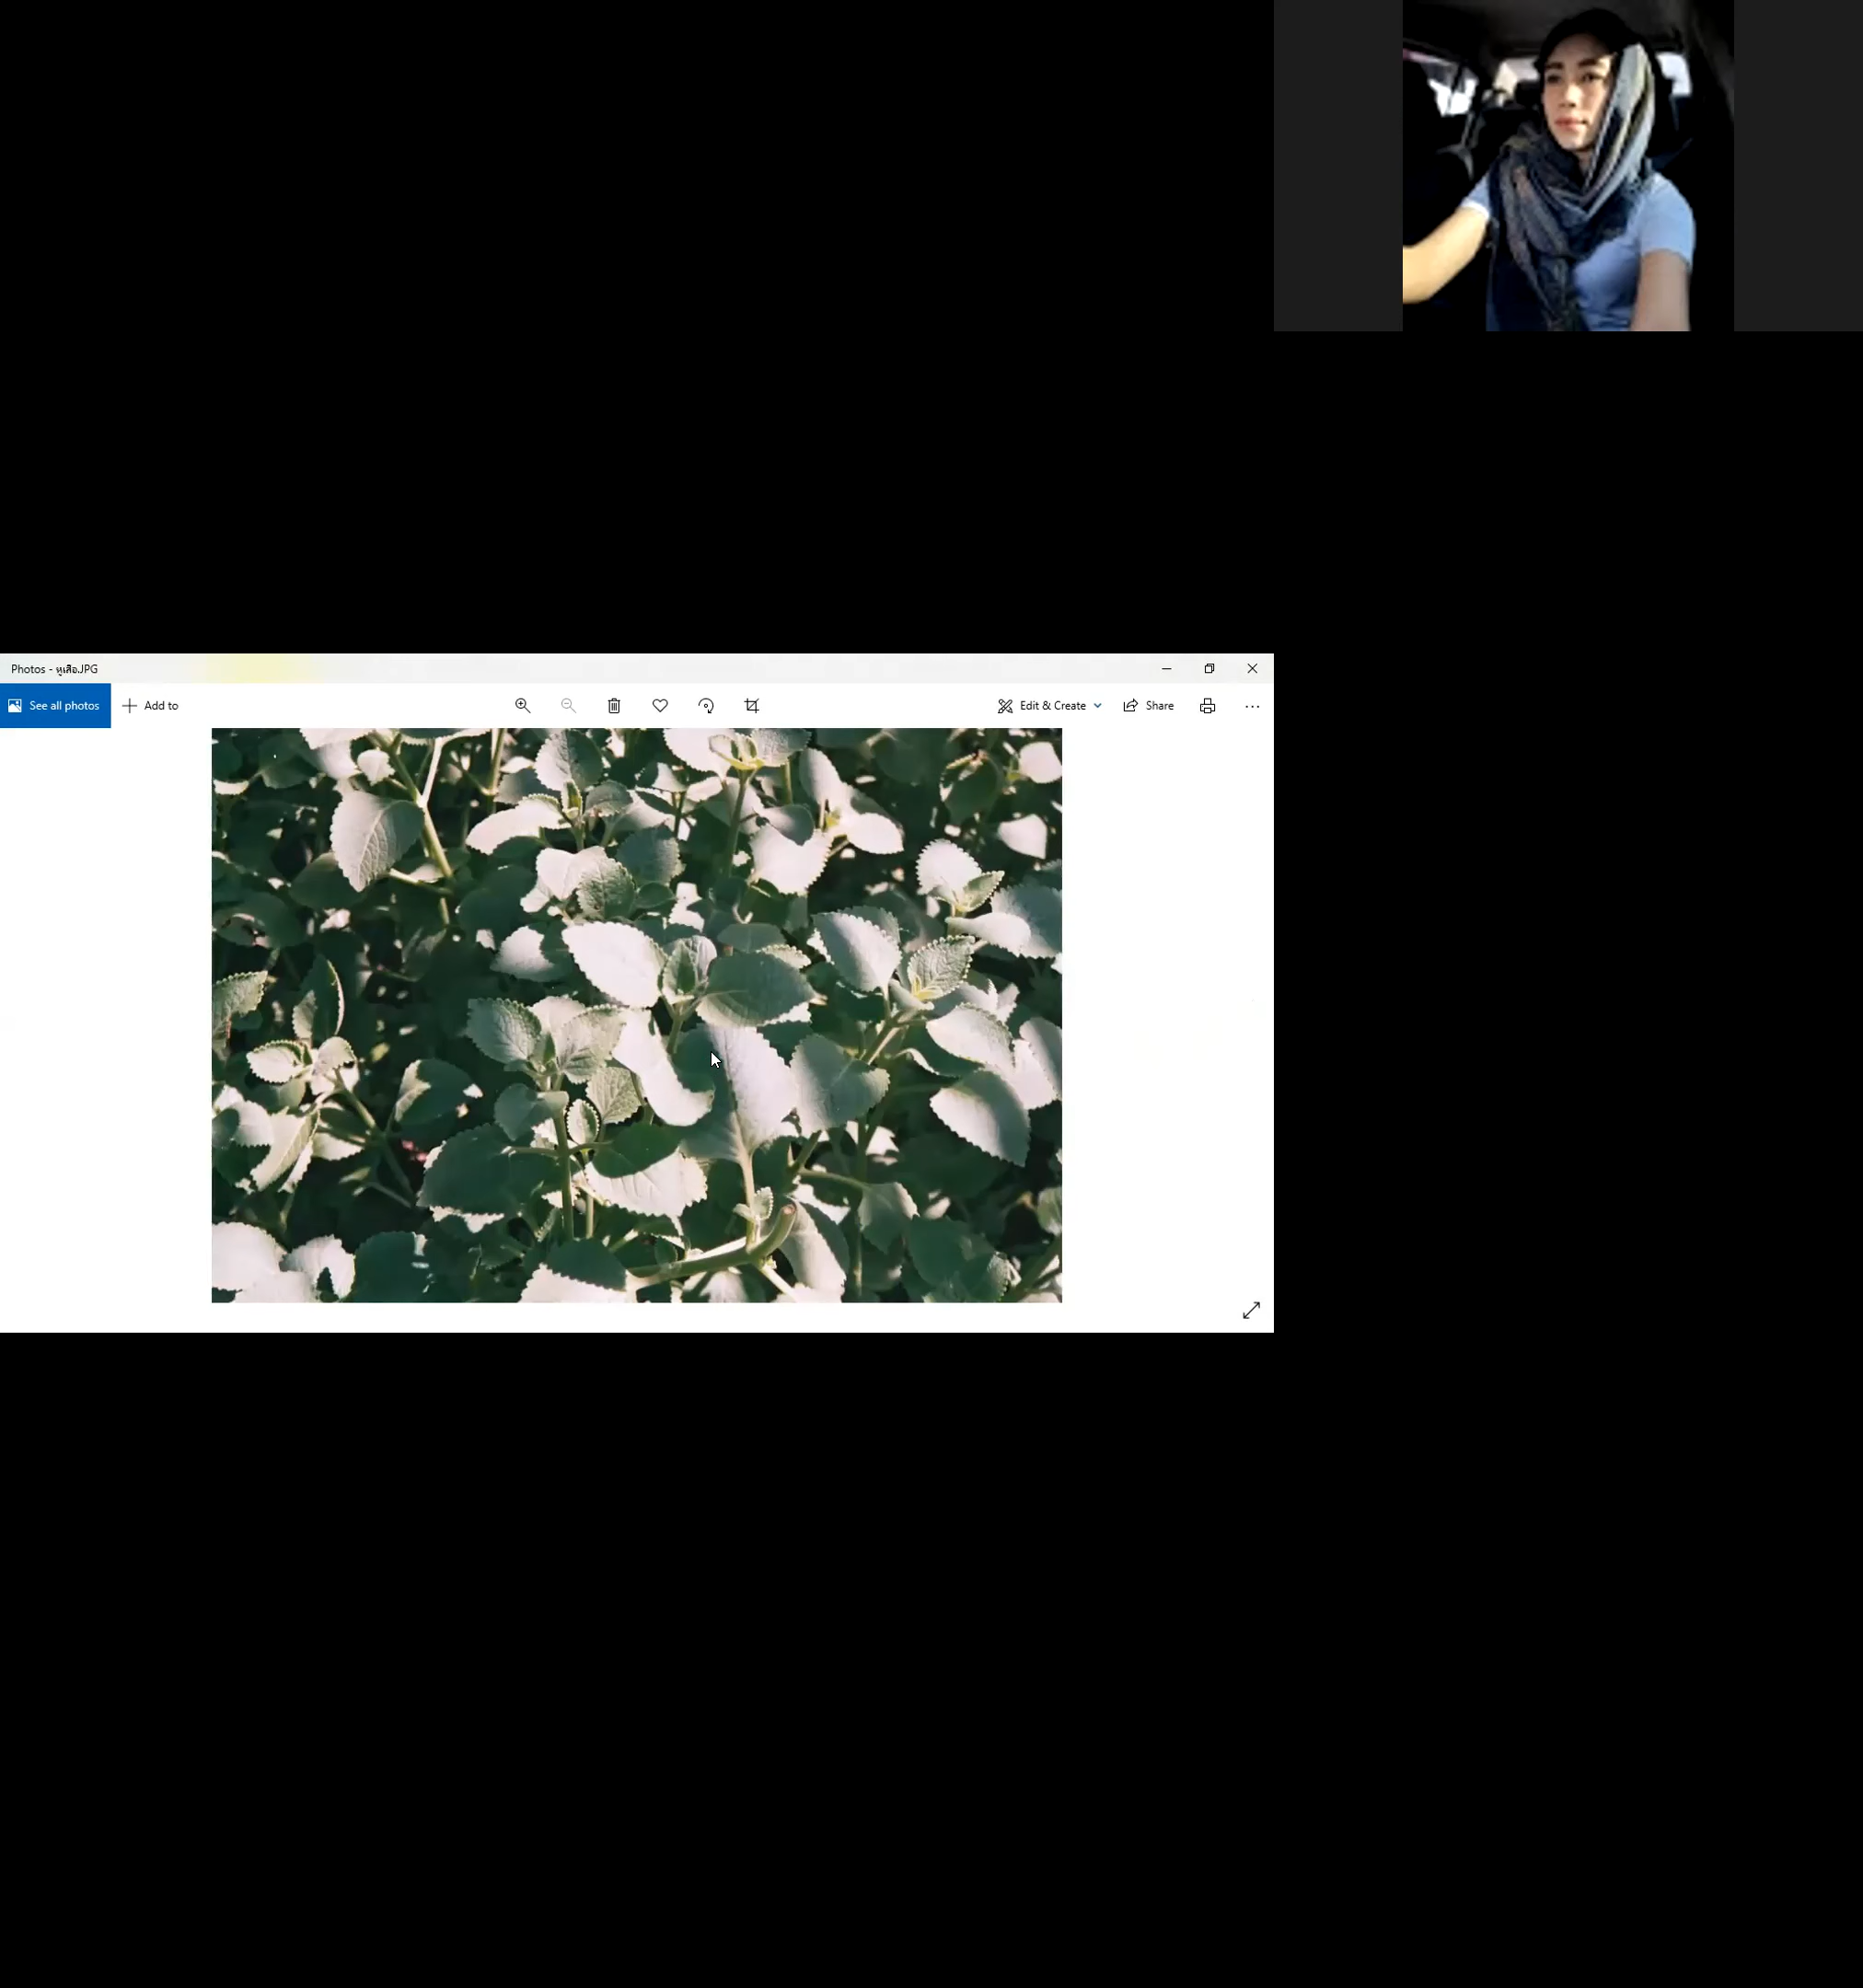 Photos - หูเสือ.JPG
See all photos
Add to
Edit & Create
Share